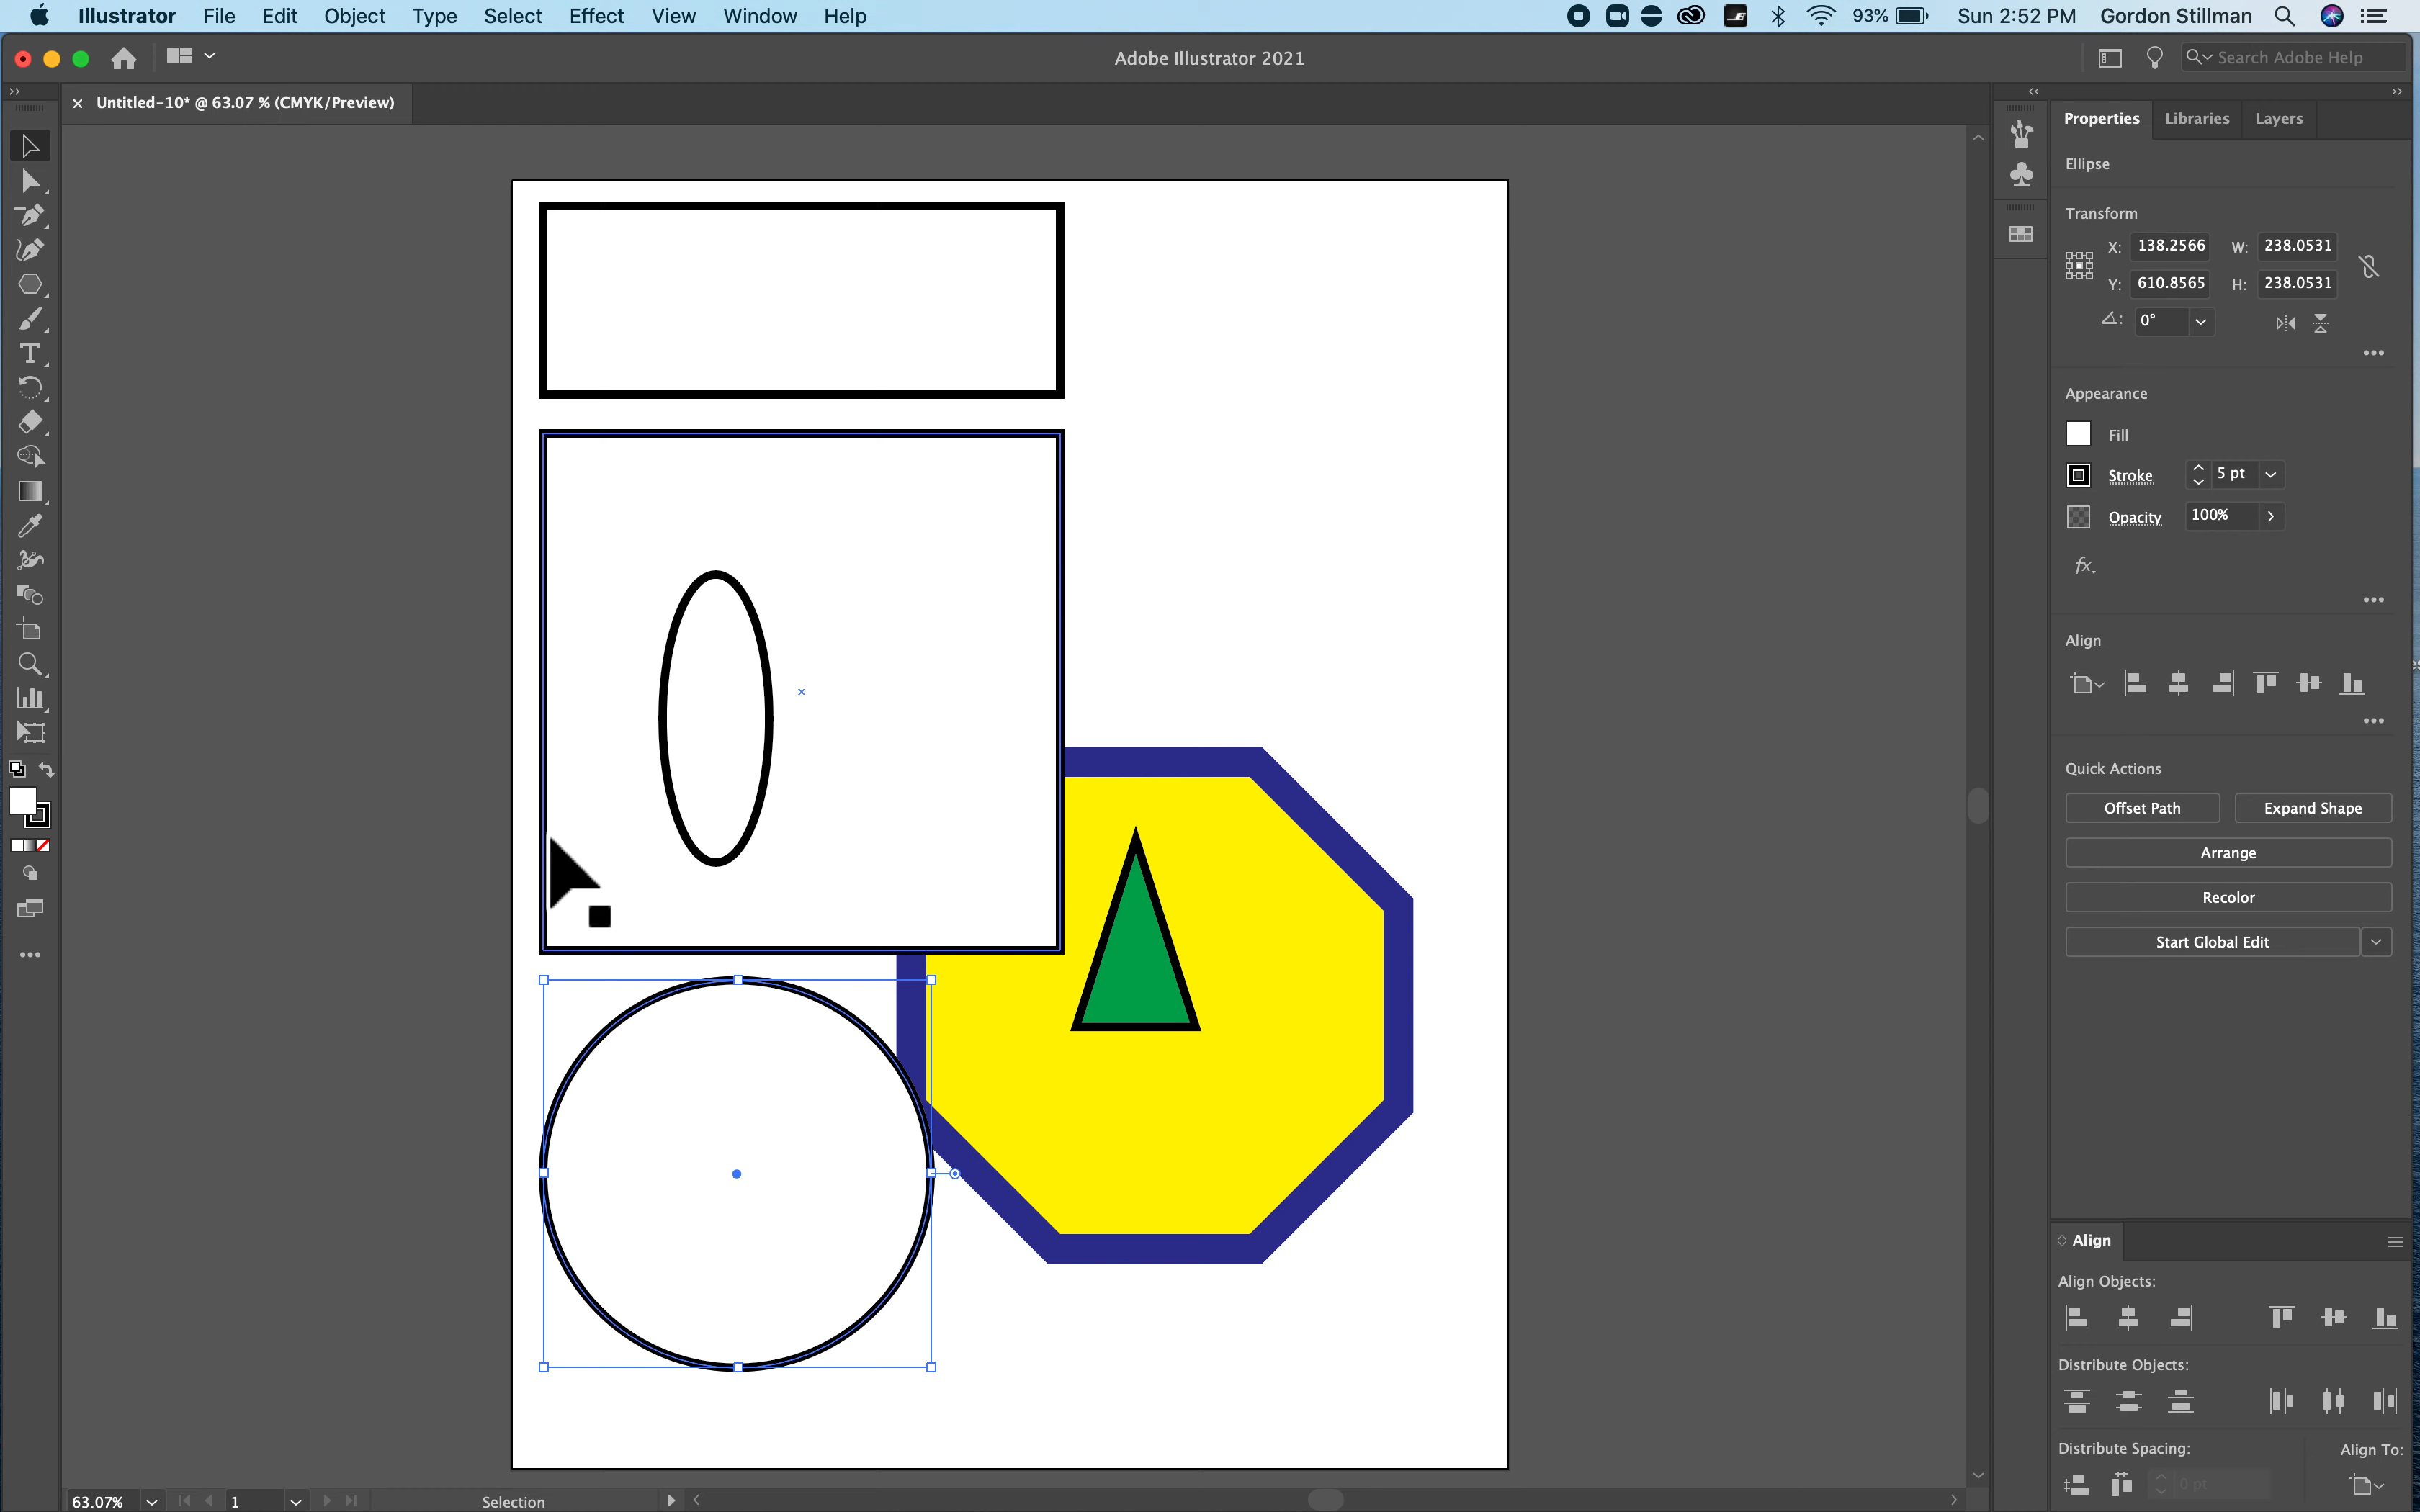 Illustrator File Edit Object Type Select Effect View Window Help 93% Sun 2:52 PM Gordon Stillman
Adobe Illustrator 2021
Search Adobe Help
× Untitled-10* @ 63.07 % (CMYK/Preview)
Properties Libraries Layers
Ellipse
Transform
X: 138.2566 W: 238.0531
Y: 610.8565 H: 238.0531
0°
Appearance
Fill
Stroke 5 pt
Opacity 100%
fx
Align
Quick Actions
Offset Path Expand Shape
Arrange
Recolor
Start Global Edit
Align
Align Objects:
Distribute Objects:
Distribute Spacing: Align To:
0 pt
63.07% 1 Selection